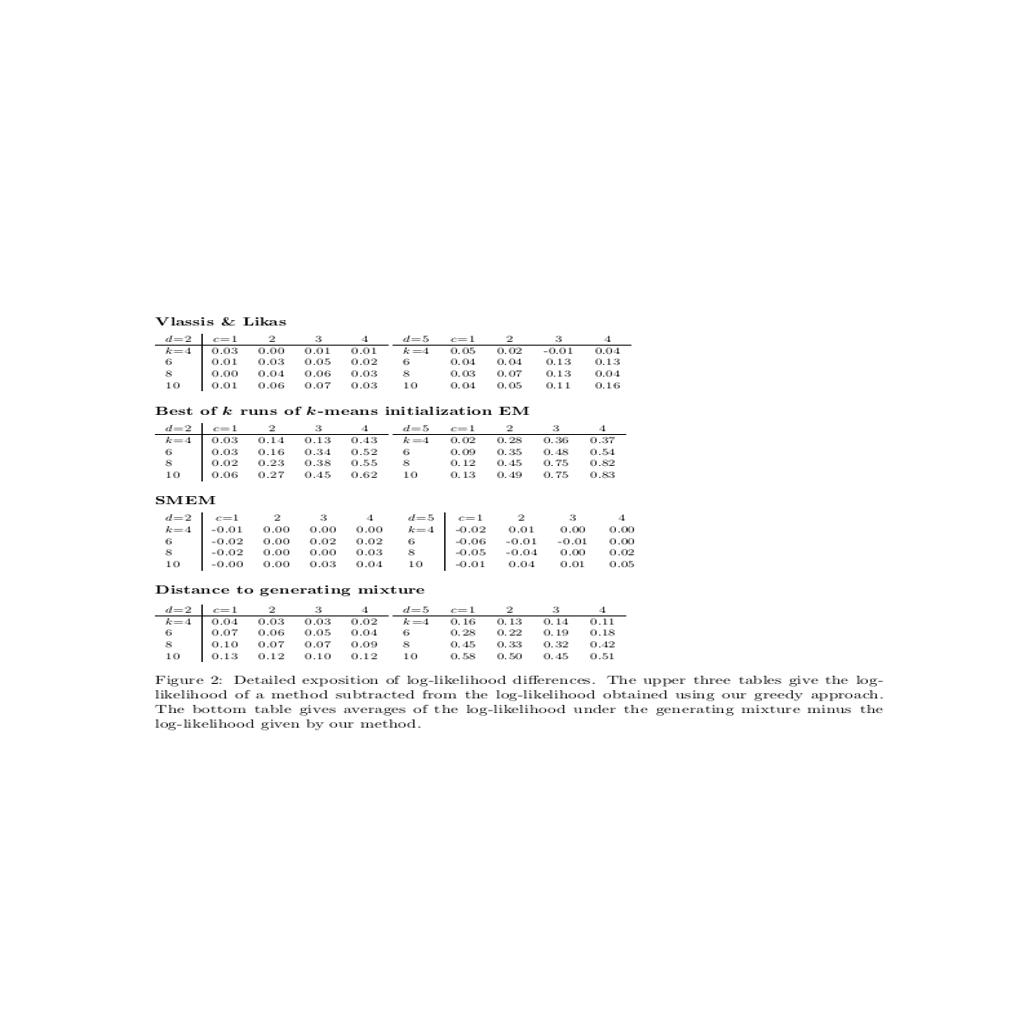 Vlassis & Likas
d=2 c=1 2 3 4 d=5 c=1 2 3 4
k=4 0.03 0.00 0.01 0.01 k=4 0.05 0.02 -0.01 0.04
6 0.01 0.03 0.05 0.02 6 0.04 0.04 0.13 0.13
8 0.00 0.04 0.06 0.03 8 0.03 0.07 0.13 0.04
10 0.01 0.06 0.07 0.03 10 0.04 0.05 0.11 0.16
Best of k runs of k-means initialization EM
d=2 c=1 2 3 4 d=5 c=1 2 3 4
k=4 0.03 0.14 0.13 0.43 k=4 0.02 0.28 0.36 0.37
6 0.03 0.16 0.34 0.52 6 0.09 0.35 0.48 0.54
8 0.02 0.23 0.38 0.55 8 0.12 0.45 0.75 0.82
10 0.06 0.27 0.45 0.62 10 0.13 0.49 0.75 0.83
SMEM
d=2 c=1 2 3 4 d=5 c=1 2 3 4
k=4 -0.01 0.00 0.00 0.00 k=4 -0.02 0.01 0.00 0.00
6 -0.02 0.00 0.02 0.02 6 -0.06 -0.01 -0.01 0.00
8 -0.02 0.00 0.00 0.03 8 -0.05 -0.04 0.00 0.02
10 -0.00 0.00 0.03 0.04 10 -0.01 0.04 0.01 0.05
Distance to generating mixture
d=2 c=1 2 3 4 d=5 c=1 2 3 4
k=4 0.04 0.03 0.03 0.02 k=4 0.16 0.13 0.14 0.11
6 0.07 0.06 0.05 0.04 6 0.28 0.22 0.19 0.18
8 0.10 0.07 0.07 0.09 8 0.45 0.33 0.32 0.42
10 0.13 0.12 0.10 0.12 10 0.58 0.50 0.45 0.51
Figure 2: Detailed exposition of log-likelihood differences. The upper three tables give the log-
likelihood of a method subtracted from the log-likelihood obtained using our greedy approach.
The bottom table gives averages of the log-likelihood under the generating mixture minus the
log-likelihood given by our method.